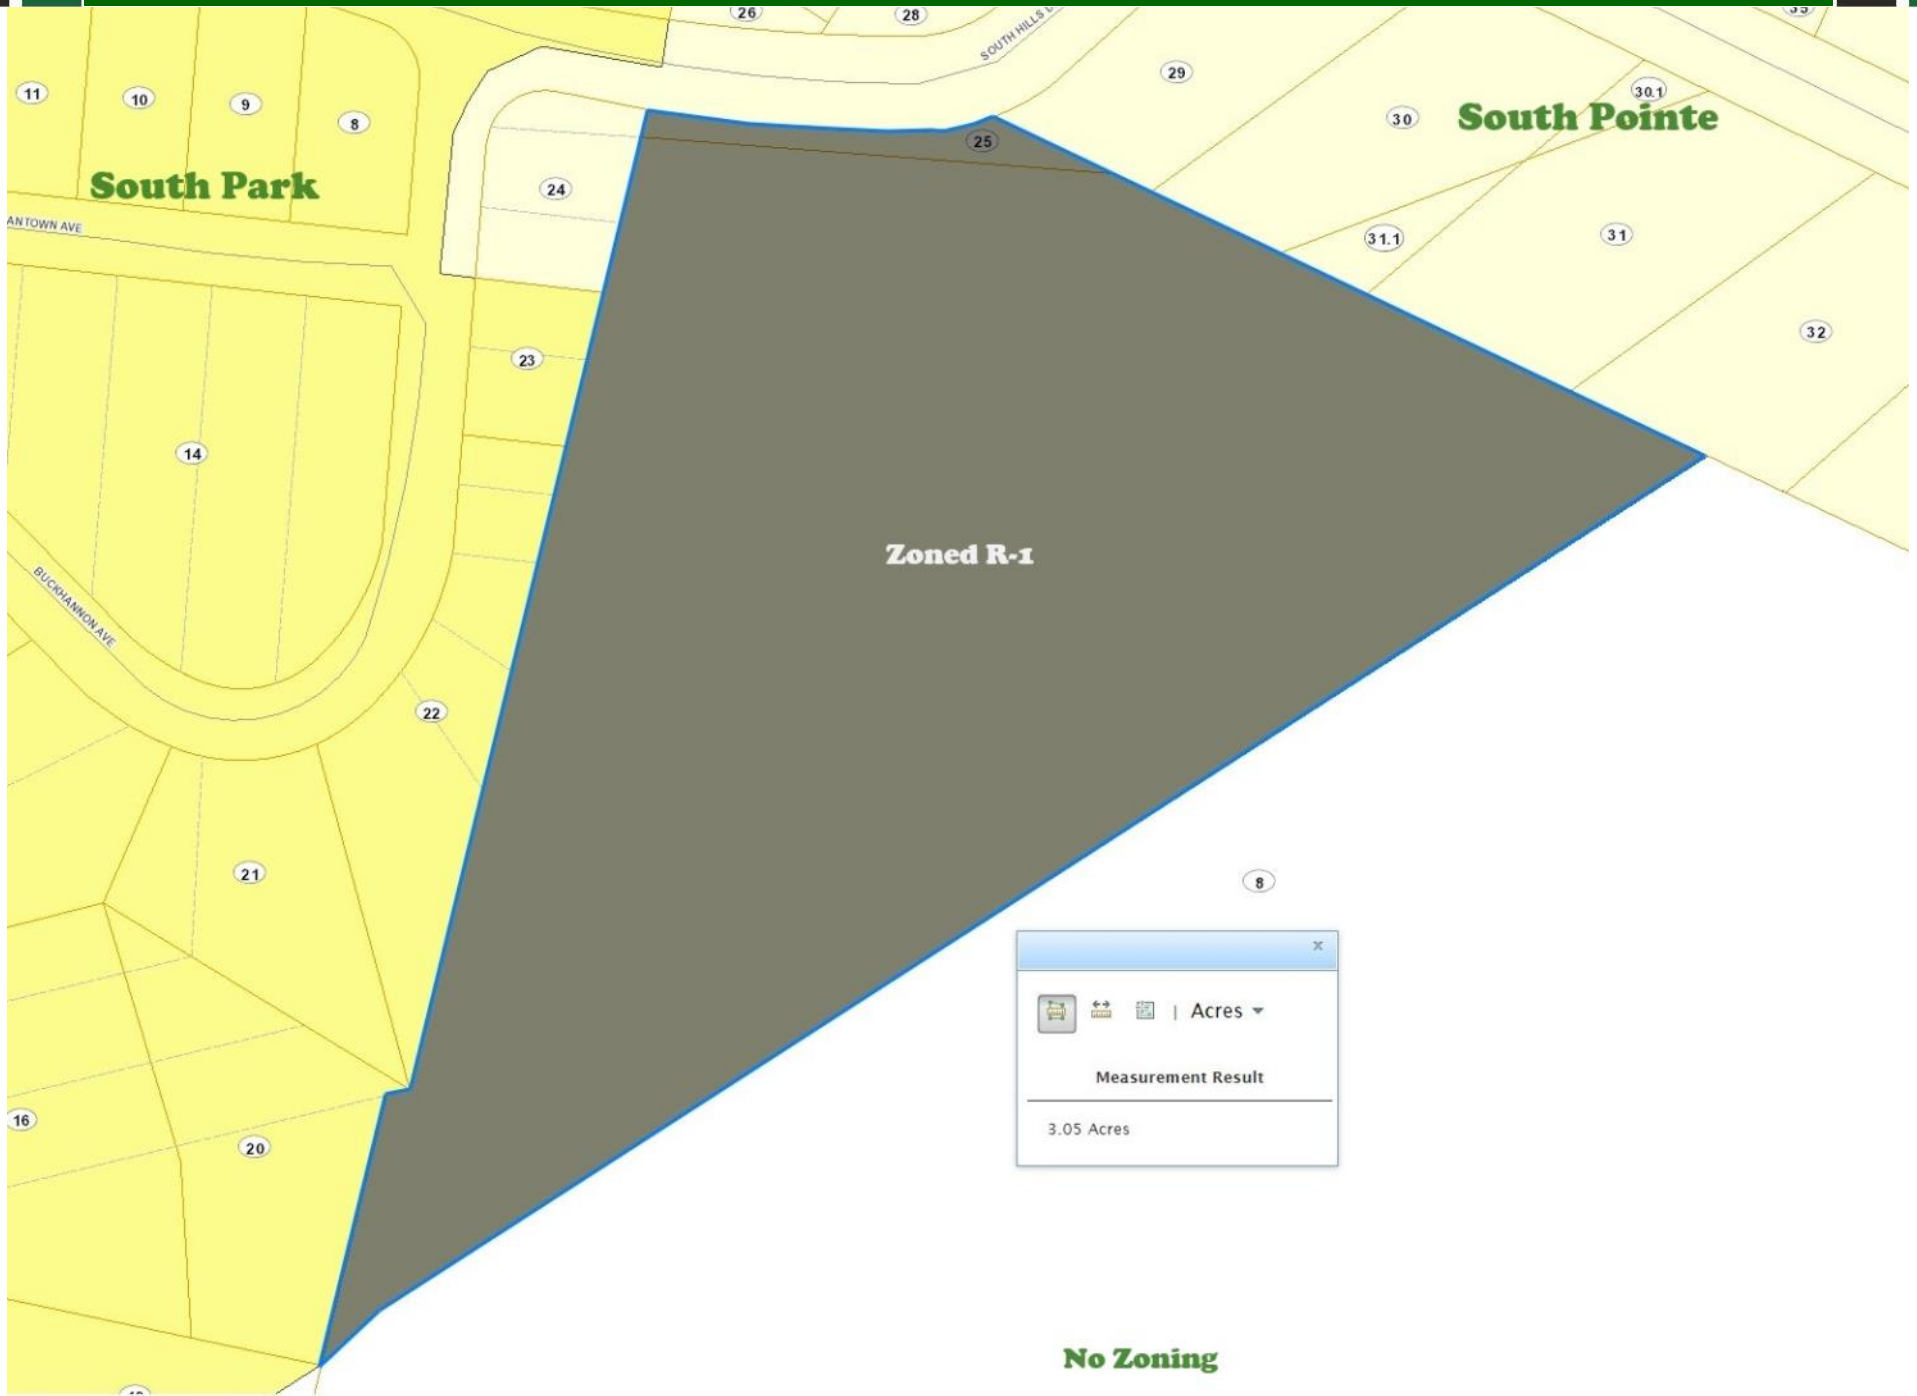 26
28
SOUTH HILLS
35
29
11
10
9
8
30.1
30
South Pointe
25
South Park
24
ANTOWN AVE
31.1
31
32
23
14
Zoned R-1
BUCKHANNON AVE
22
21
8
x
| Acres
Measurement Result
3.05 Acres
16
20
No Zoning